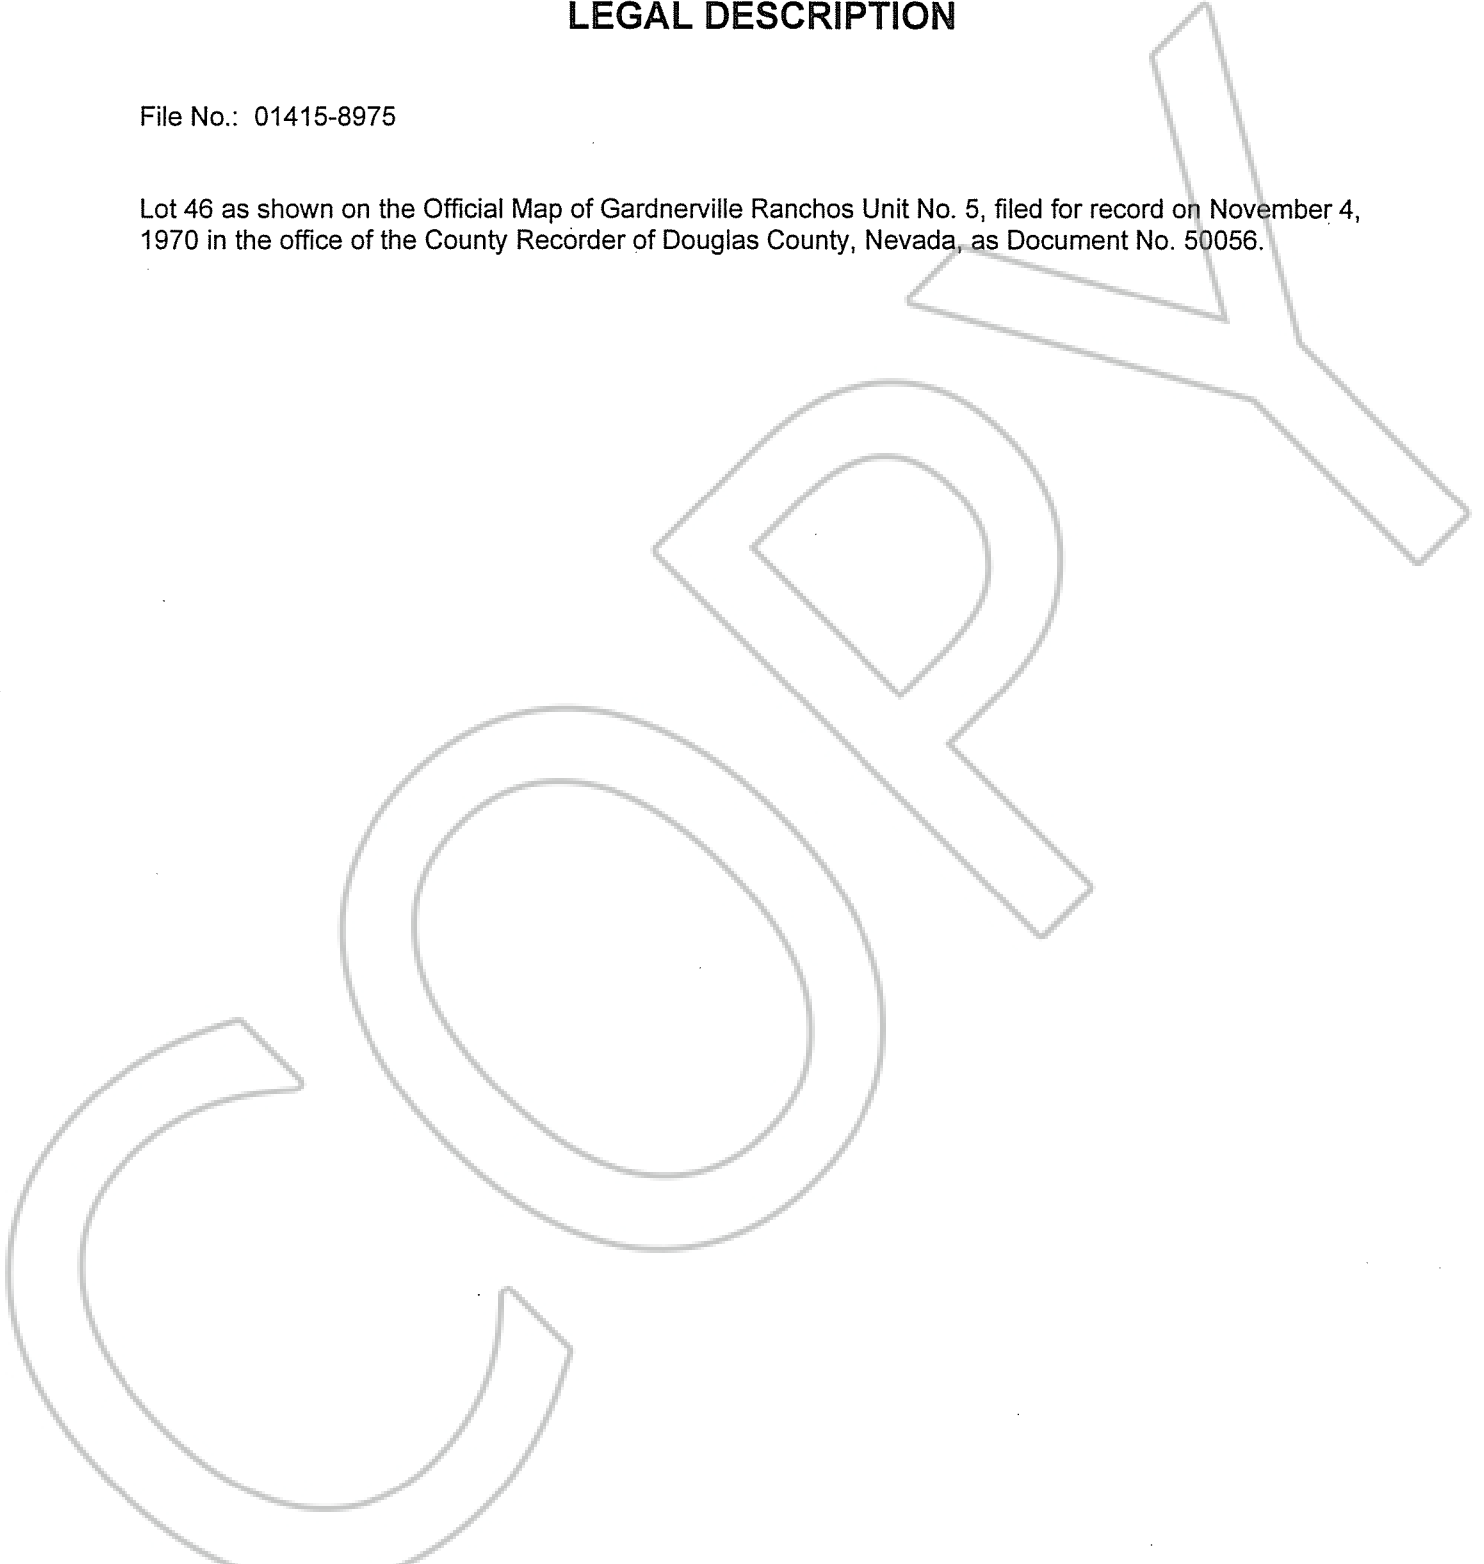 LEGAL DESCRIPTION
File No.: 01415-8975
Lot 46 as shown on the Official Map of Gardnerville Ranchos Unit No. 5, filed for record on November 4,
1970 in the office of the County Recorder of Douglas County, Nevada, as Document No. 50056.
COPY